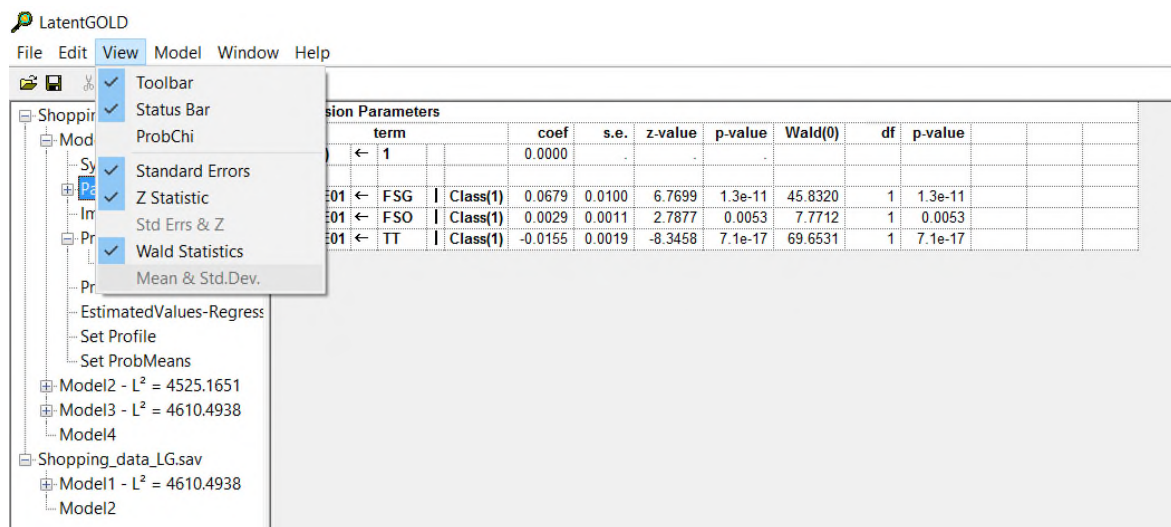 LatentGOLD
File Edit View Model Window Help
Toolbar
Status Bar
ProbChi
Standard Errors
Z Statistic
Std Errs & Z
Wald Statistics
Mean & Std.Dev.
Shoppin
Mode
Sy
Pa
Im
Pr
Pr
EstimatedValues-Regress
Set Profile
Set ProbMeans
Model2 - L² = 4525.1651
Model3 - L² = 4610.4938
Model4
Shopping_data_LG.sav
Model1 - L² = 4610.4938
Model2
sion Parameters
term coef s.e. z-value p-value Wald(0) df p-value
) ← 1 0.0000 . . .
E01 ← FSG | Class(1) 0.0679 0.0100 6.7699 1.3e-11 45.8320 1 1.3e-11
E01 ← FSO | Class(1) 0.0029 0.0011 2.7877 0.0053 7.7712 1 0.0053
E01 ← TT | Class(1) -0.0155 0.0019 -8.3458 7.1e-17 69.6531 1 7.1e-17